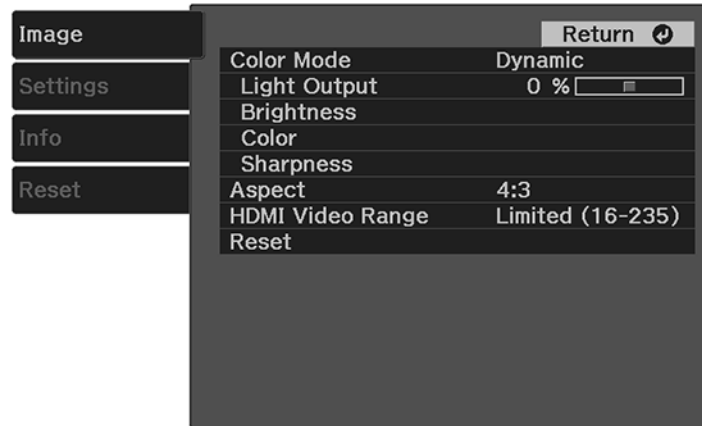 Image
Settings
Info
Reset
Return
Color Mode Dynamic
Light Output 0 %
Brightness
Color
Sharpness
Aspect 4:3
HDMI Video Range Limited (16-235)
Reset